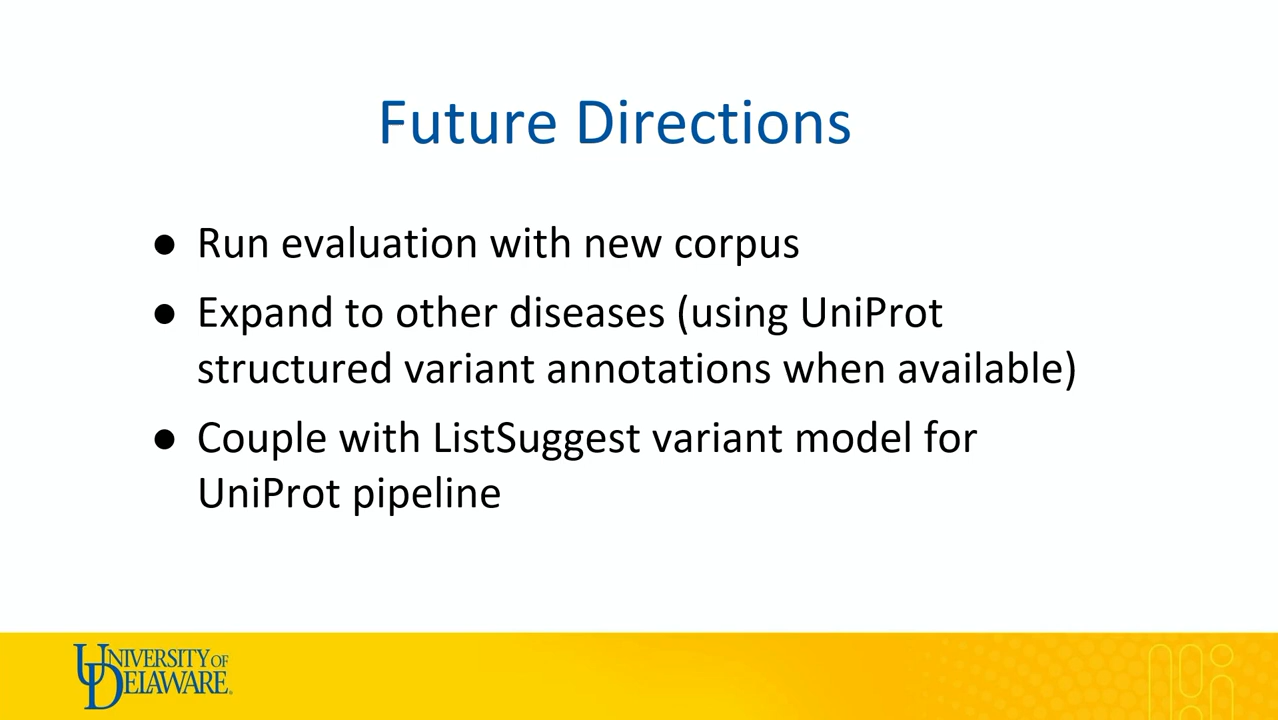 Future Directions
● Run evaluation with new corpus
● Expand to other diseases (using UniProt
structured variant annotations when available)
● Couple with ListSuggest variant model for
UniProt pipeline
UNIVERSITY OF
DELAWARE®